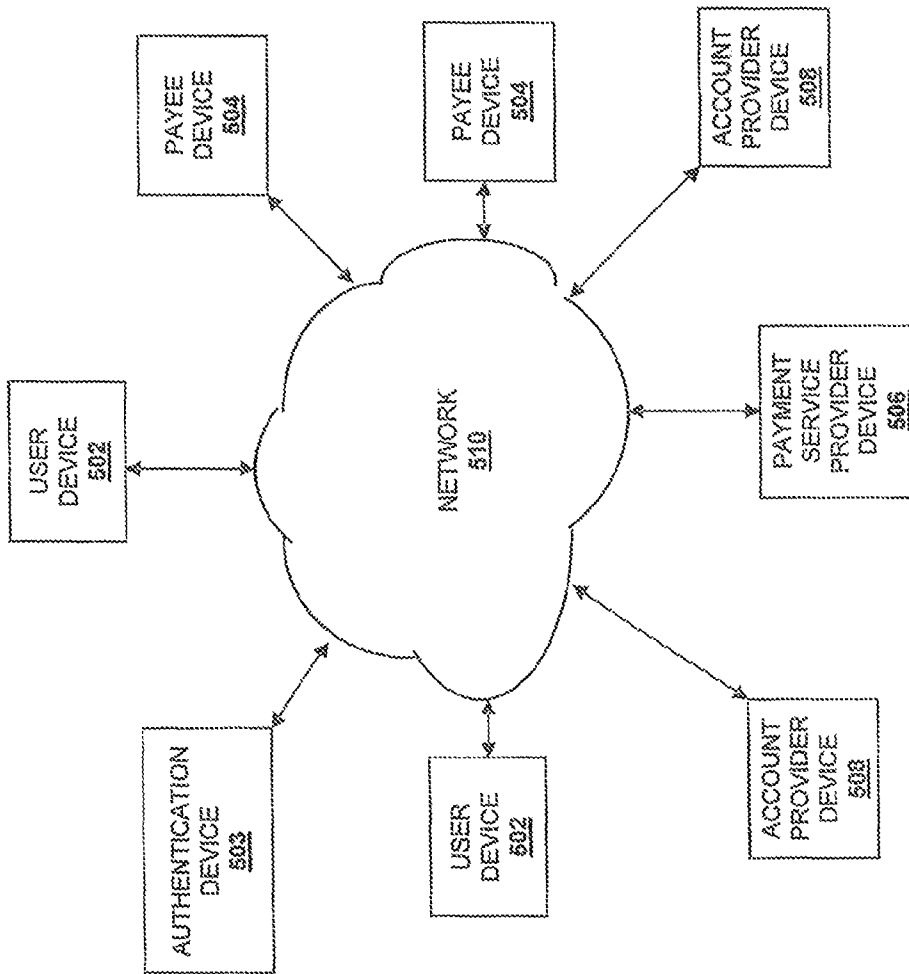 USER
DEVICE
502
AUTHENTICATION
DEVICE
503
PAYEE
DEVICE
504
USER
DEVICE
502
NETWORK
510
PAYEE
DEVICE
504
ACCOUNT
PROVIDER
DEVICE
508
PAYMENT
SERVICE
PROVIDER
DEVICE
506
ACCOUNT
PROVIDER
DEVICE
508